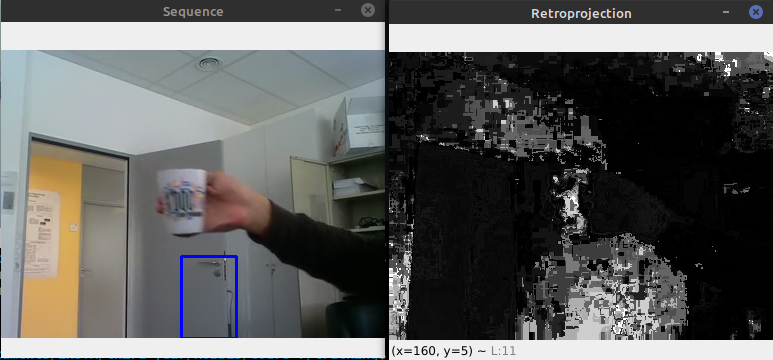 Sequence
Retroprojection
(x=160, y=5) ~ L:11